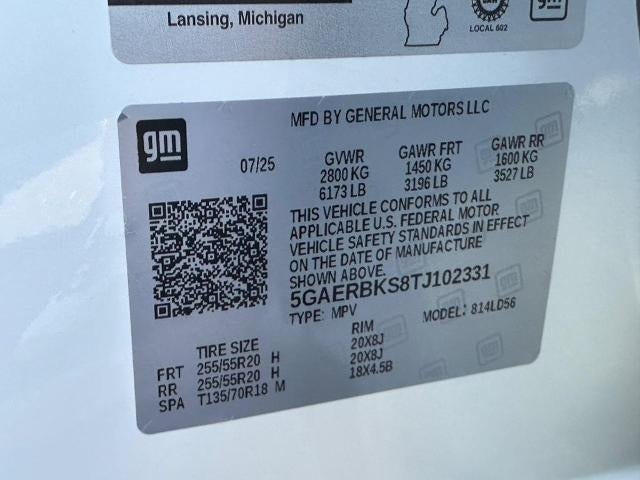 Lansing, Michigan
LOCAL 602
gm
MFD BY GENERAL MOTORS LLC
gm
07/25 GVWR GAWR FRT GAWR RR
2800 KG 1450 KG 1600 KG
6173 LB 3196 LB 3527 LB
THIS VEHICLE CONFORMS TO ALL
APPLICABLE U.S. FEDERAL MOTOR
VEHICLE SAFETY STANDARDS IN EFFECT
ON THE DATE OF MANUFACTURE
SHOWN ABOVE.
5GAERBKS8TJ102331
TYPE: MPV MODEL: 814LD56
TIRE SIZE RIM
FRT 255/55R20 H 20X8J
RR 255/55R20 H 20X8J
SPA T135/70R18 M 18X4.5B